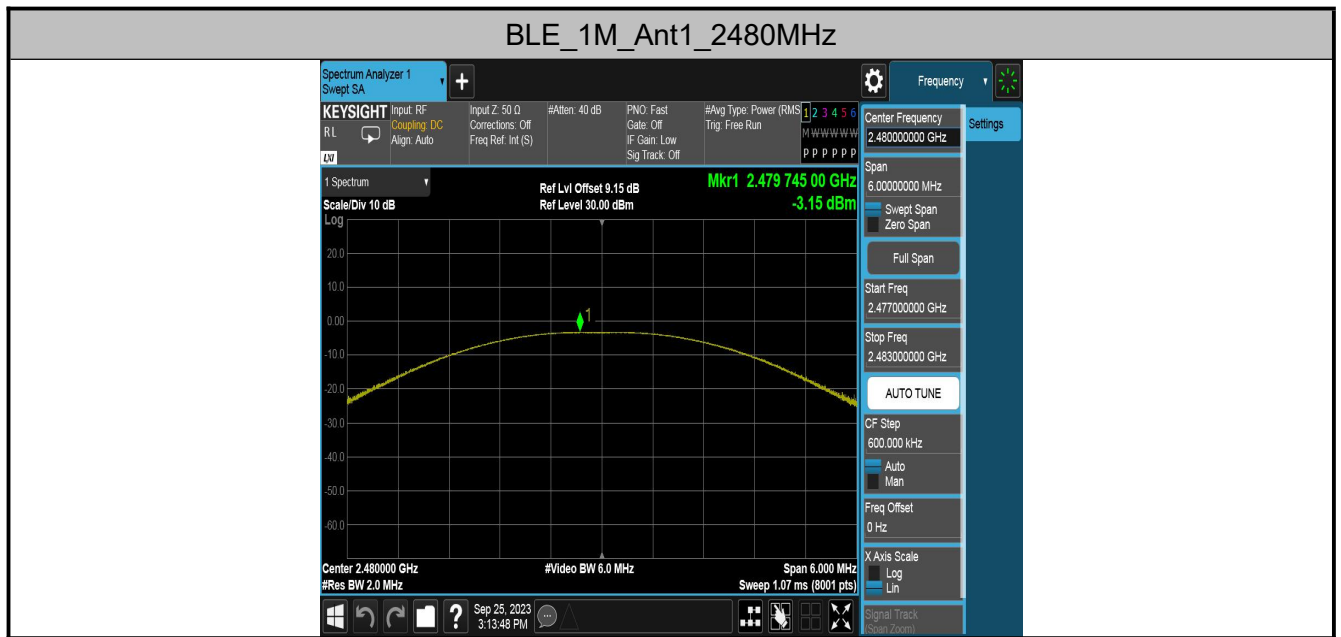 BLE_1M_Ant1_2480MHz
Spectrum Analyzer 1
Swept SA
+
Frequency
KEYSIGHT
RL
LXI
Input: RF
Coupling: DC
Align: Auto
Input Z: 50 Ω
Corrections: Off
Freq Ref: Int (S)
#Atten: 40 dB
PNO: Fast
Gate: Off
IF Gain: Low
Sig Track: Off
#Avg Type: Power (RMS
Trig: Free Run
1 2 3 4 5 6
M W W W W W
P P P P P P
1 Spectrum
Scale/Div 10 dB
Log
Ref Lvl Offset 9.15 dB
Ref Level 30.00 dBm
Mkr1 2.479 745 00 GHz
-3.15 dBm
20.0
10.0
0.00
-10.0
-20.0
-30.0
-40.0
-50.0
-60.0
1
Center 2.480000 GHz
#Res BW 2.0 MHz
#Video BW 6.0 MHz
Span 6.000 MHz
Sweep 1.07 ms (8001 pts)
Center Frequency
2.480000000 GHz
Settings
Span
6.00000000 MHz
Swept Span
Zero Span
Full Span
Start Freq
2.477000000 GHz
Stop Freq
2.483000000 GHz
AUTO TUNE
CF Step
600.000 kHz
Auto
Man
Freq Offset
0 Hz
X Axis Scale
Log
Lin
Signal Track
(Span Zoom)
?
Sep 25, 2023
3:13:48 PM